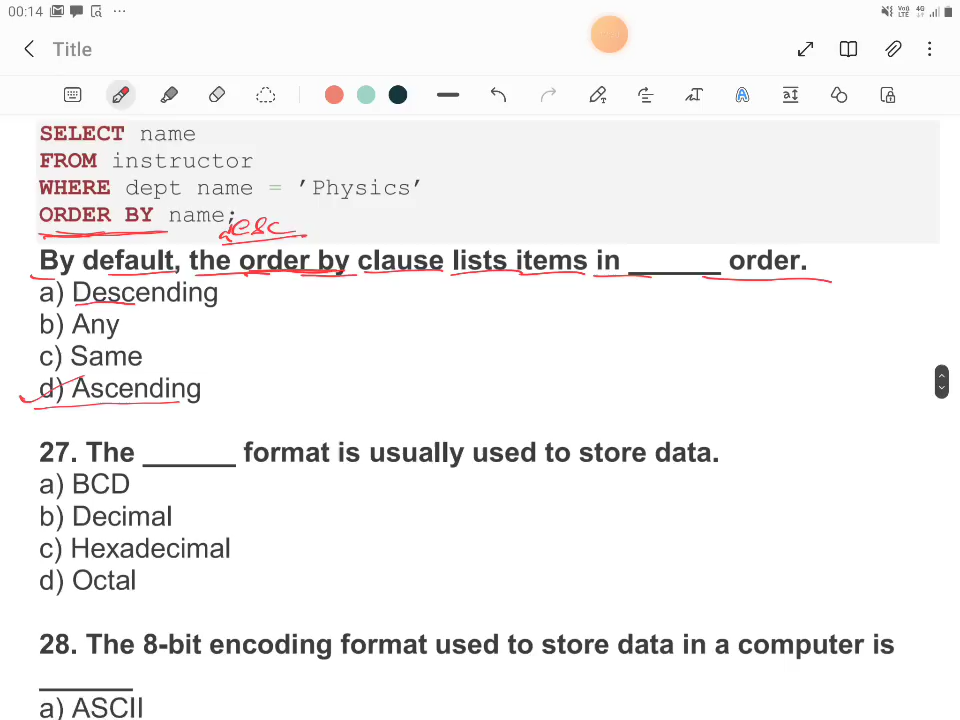 00:14
Title
SELECT name
FROM instructor
WHERE dept name = ’Physics’
ORDER BY name;
desc
By default, the order by clause lists items in ______ order.
a) Descending
b) Any
c) Same
d) Ascending
27. The ______ format is usually used to store data.
a) BCD
b) Decimal
c) Hexadecimal
d) Octal
28. The 8-bit encoding format used to store data in a computer is
______
a) ASCII